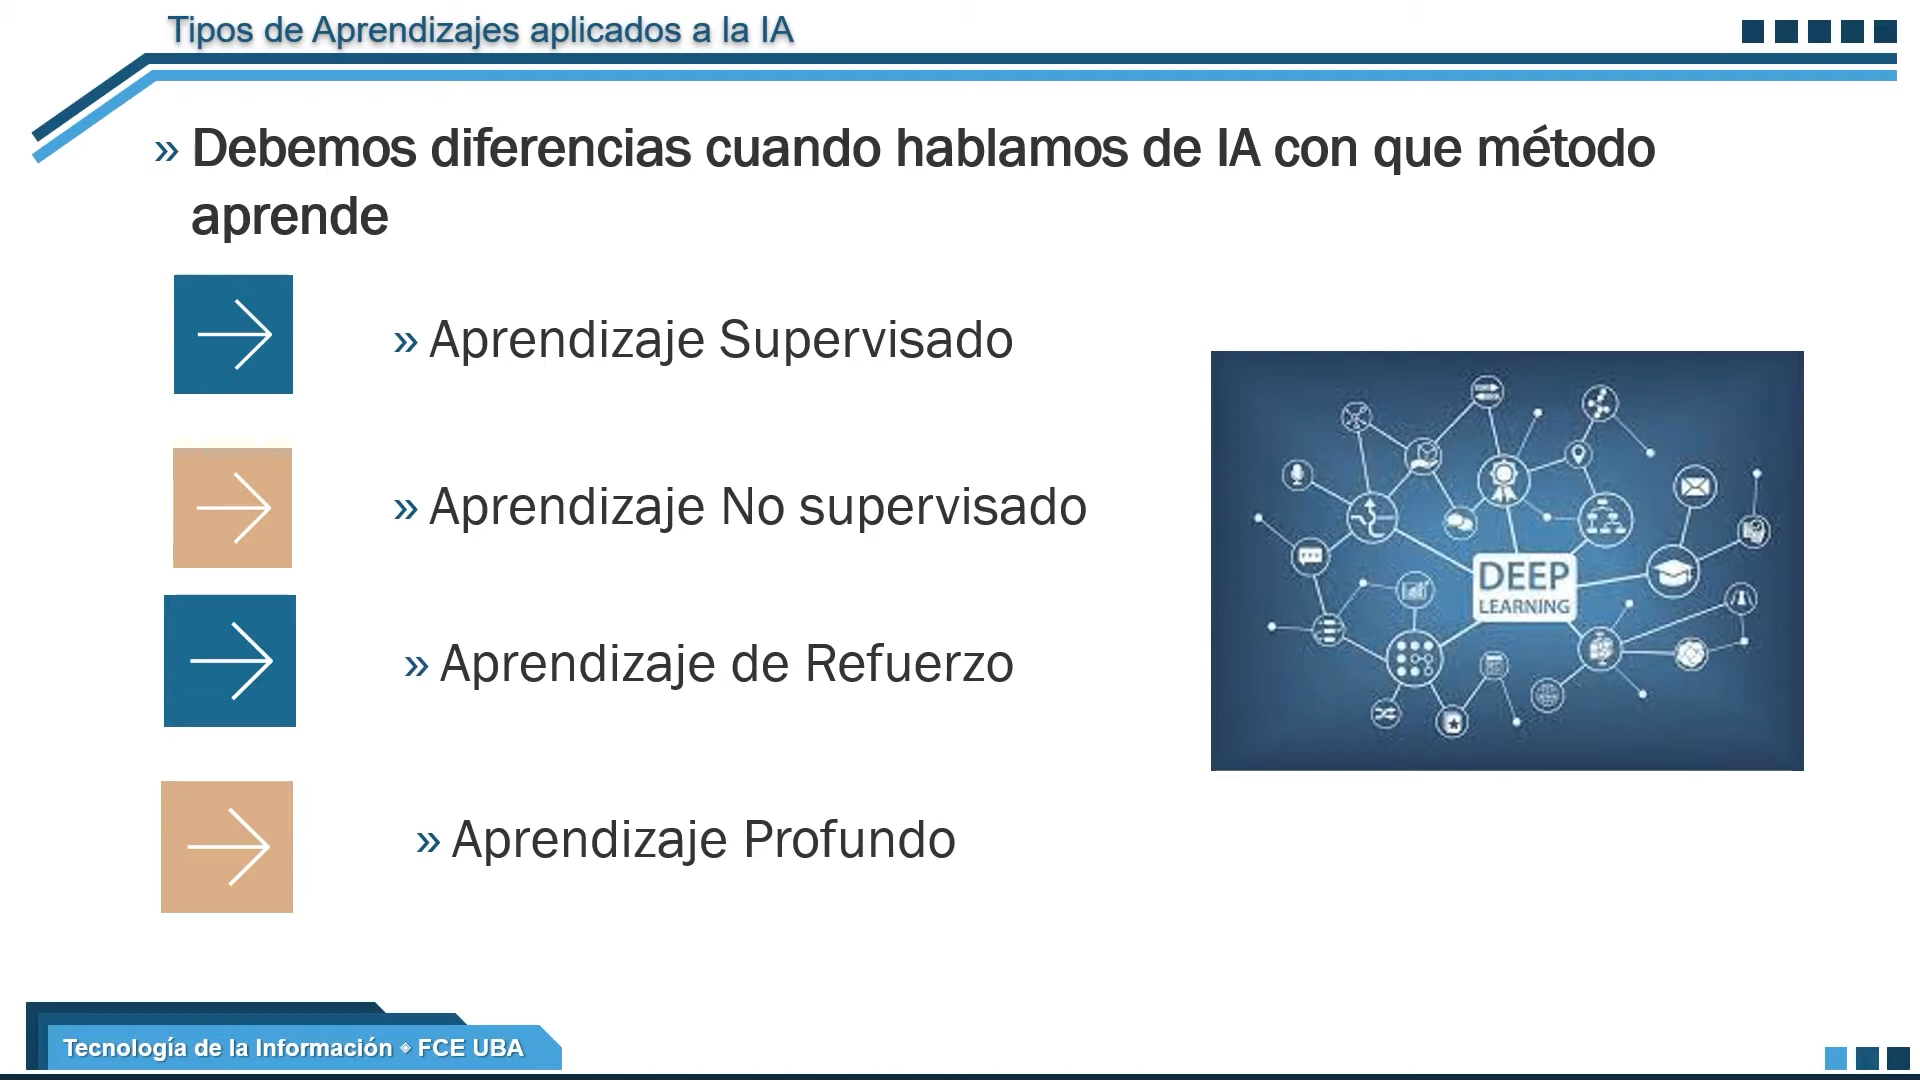 Tipos de Aprendizajes aplicados a la IA
» Debemos diferencias cuando hablamos de IA con que método
aprende
» Aprendizaje Supervisado
» Aprendizaje No supervisado
» Aprendizaje de Refuerzo
» Aprendizaje Profundo
DEEP
LEARNING
Tecnología de la Información ◈ FCE UBA